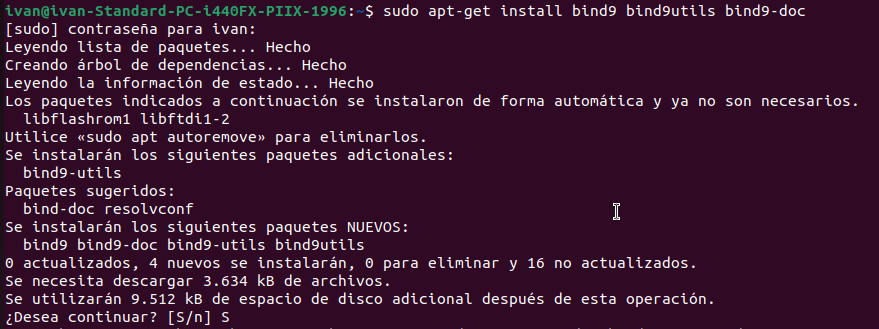 ivan@ivan-Standard-PC-i440FX-PIIX-1996:~$ sudo apt-get install bind9 bind9utils bind9-doc
[sudo] contraseña para ivan:
Leyendo lista de paquetes... Hecho
Creando árbol de dependencias... Hecho
Leyendo la información de estado... Hecho
Los paquetes indicados a continuación se instalaron de forma automática y ya no son necesarios.
  libflashrom1 libftdi1-2
Utilice «sudo apt autoremove» para eliminarlos.
Se instalarán los siguientes paquetes adicionales:
  bind9-utils
Paquetes sugeridos:
  bind-doc resolvconf
Se instalarán los siguientes paquetes NUEVOS:
  bind9 bind9-doc bind9-utils bind9utils
0 actualizados, 4 nuevos se instalarán, 0 para eliminar y 16 no actualizados.
Se necesita descargar 3.634 kB de archivos.
Se utilizarán 9.512 kB de espacio de disco adicional después de esta operación.
¿Desea continuar? [S/n] S